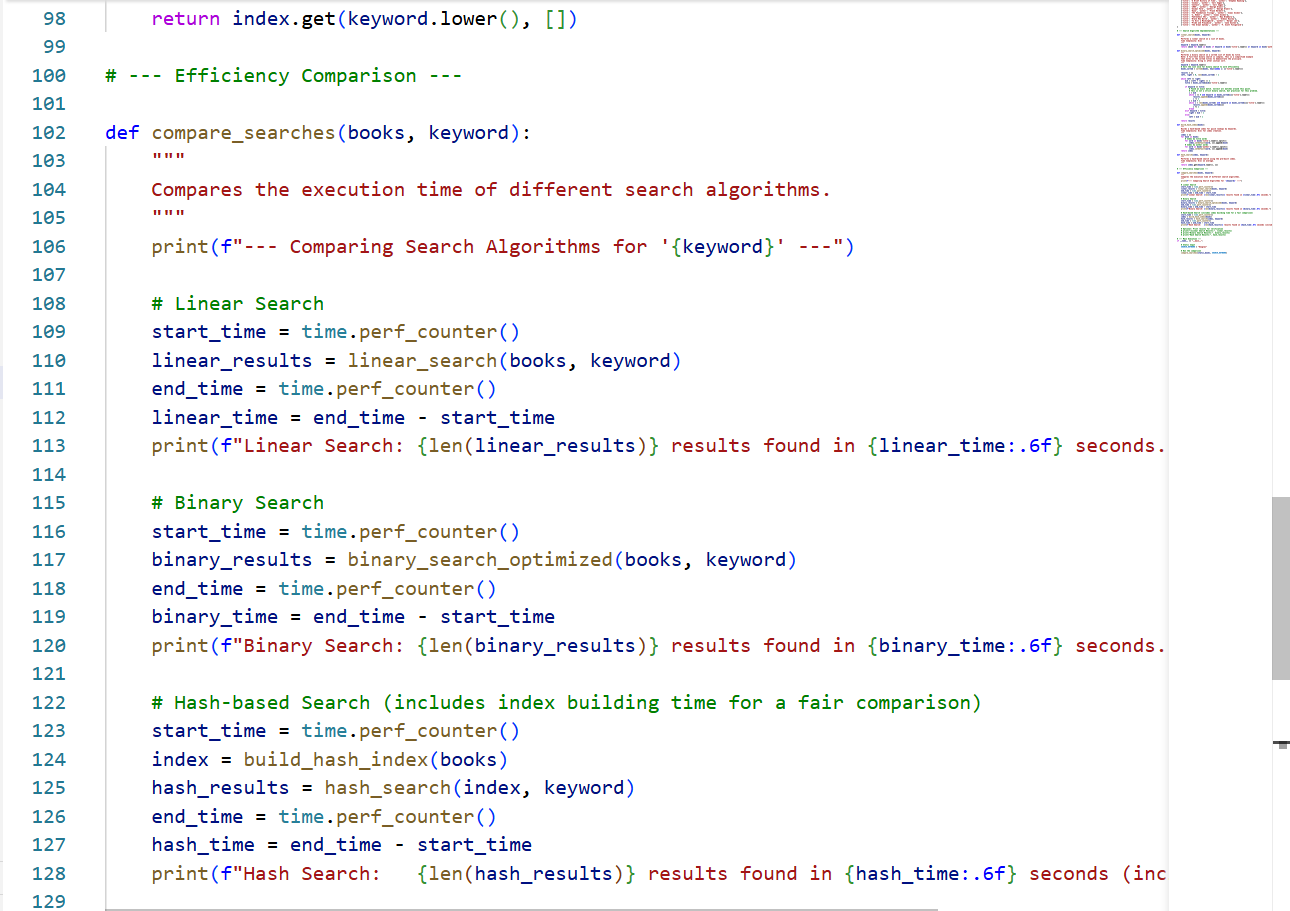 98 return index.get(keyword.lower(), [])
99
100 # --- Efficiency Comparison ---
101
102 def compare_searches(books, keyword):
103 """
104 Compares the execution time of different search algorithms.
105 """
106 print(f"--- Comparing Search Algorithms for '{keyword}' ---")
107
108 # Linear Search
109 start_time = time.perf_counter()
110 linear_results = linear_search(books, keyword)
111 end_time = time.perf_counter()
112 linear_time = end_time - start_time
113 print(f"Linear Search: {len(linear_results)} results found in {linear_time:.6f} seconds.
114
115 # Binary Search
116 start_time = time.perf_counter()
117 binary_results = binary_search_optimized(books, keyword)
118 end_time = time.perf_counter()
119 binary_time = end_time - start_time
120 print(f"Binary Search: {len(binary_results)} results found in {binary_time:.6f} seconds.
121
122 # Hash-based Search (includes index building time for a fair comparison)
123 start_time = time.perf_counter()
124 index = build_hash_index(books)
125 hash_results = hash_search(index, keyword)
126 end_time = time.perf_counter()
127 hash_time = end_time - start_time
128 print(f"Hash Search:   {len(hash_results)} results found in {hash_time:.6f} seconds (inc
129